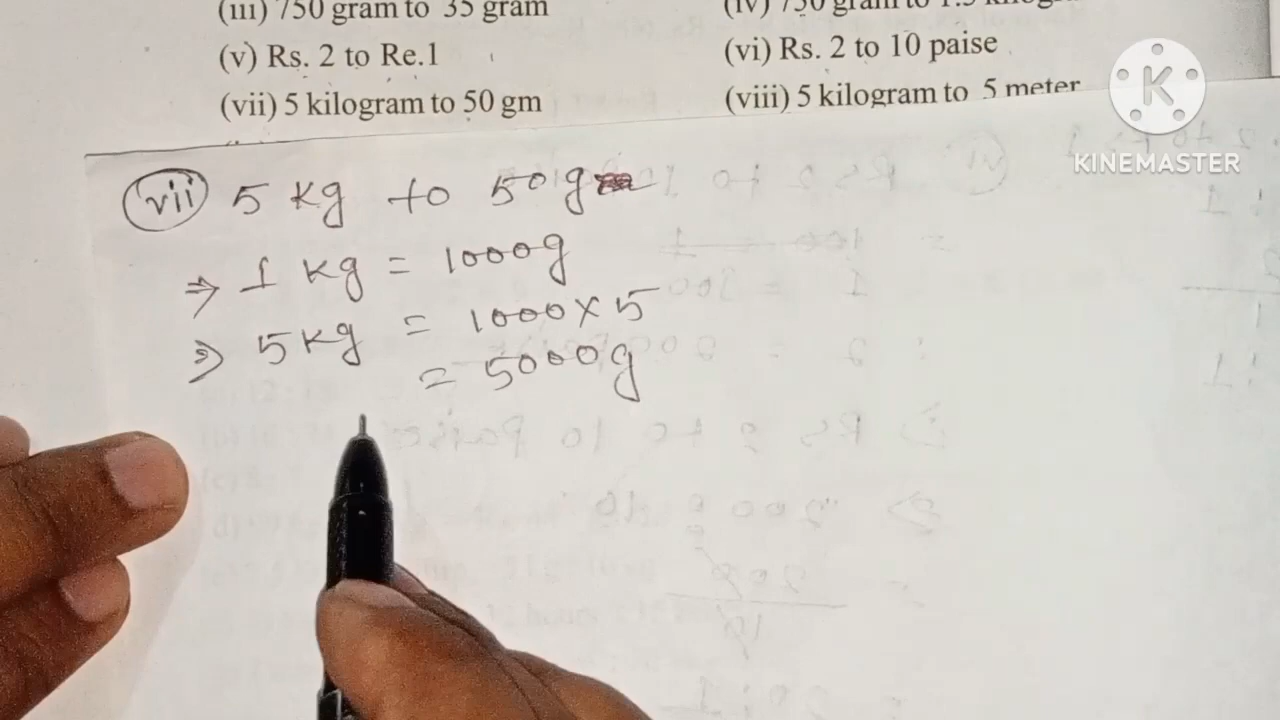 (iii) 750 gram to 35 gram
(v) Rs. 2 to Re.1
(vi) Rs. 2 to 10 paise
(vii) 5 kilogram to 50 gm
(viii) 5 kilogram to 5 meter
KINEMASTER
vii 5 kg to 50g
⇒ 1 kg = 1000g
⇒ 5 kg = 1000 × 5
= 5000g